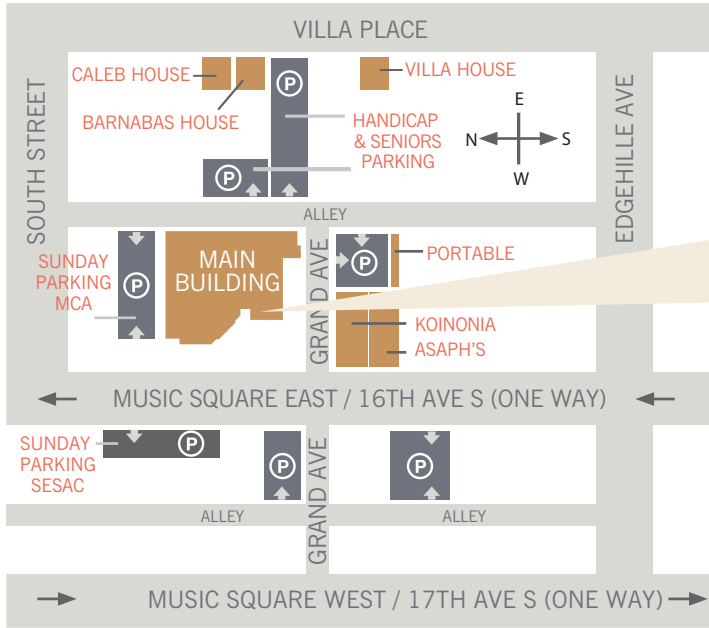 VILLA PLACE
CALEB HOUSE
P
VILLA HOUSE
BARNABAS HOUSE
HANDICAP
& SENIORS
PARKING
E
N
S
W
P
SOUTH STREET
EDGEHILLE AVE
ALLEY
SUNDAY
PARKING
MCA
P
MAIN
BUILDING
GRAND AVE
P
PORTABLE
KOINONIA
ASAPH'S
MUSIC SQUARE EAST / 16TH AVE S (ONE WAY)
SUNDAY
PARKING
SESAC
P
P
GRAND AVE
P
ALLEY
ALLEY
MUSIC SQUARE WEST / 17TH AVE S (ONE WAY)